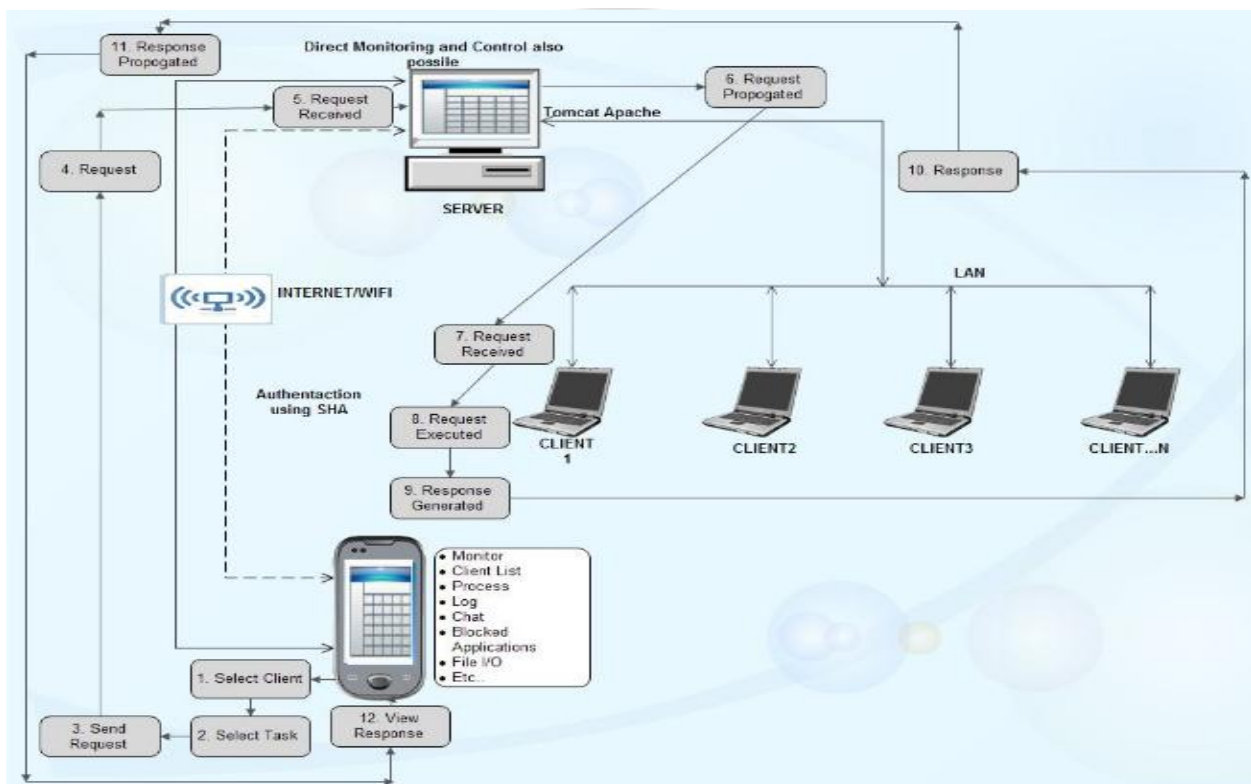 11. Response
Propogated
Direct Monitoring and Control also
possile
5. Request
Received
6. Request
Propogated
Tomcat Apache
4. Request
10. Response
SERVER
LAN
INTERNET/WIFI
7. Request
Received
Authentaction
using SHA
8. Request
Executed
CLIENT
1
CLIENT2
CLIENT3
CLIENT...N
9. Response
Generated
• Monitor
• Client List
• Process
• Log
• Chat
• Blocked
Applications
• File I/O
• Etc..
1. Select Client
3. Send
Request
2. Select Task
12. View
Response